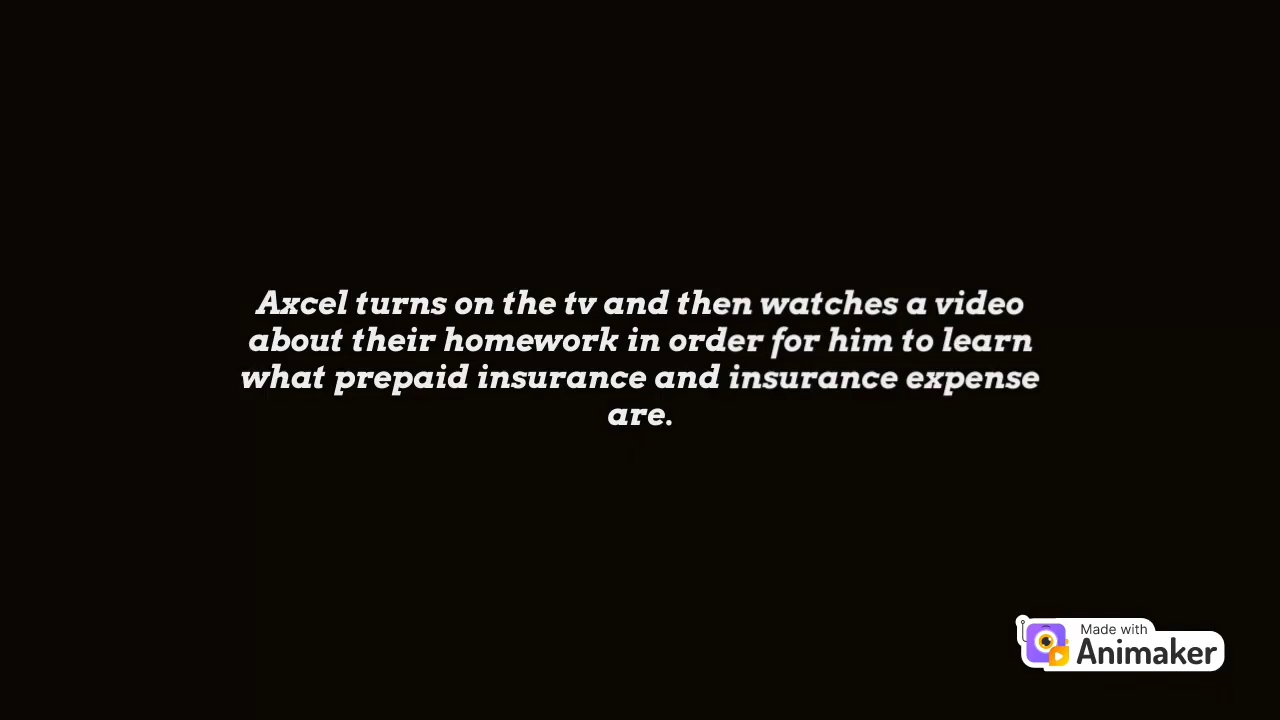 Axcel turns on the tv and then watches a video
about their homework in order for him to learn
what prepaid insurance and insurance expense
are.
Made with
Animaker